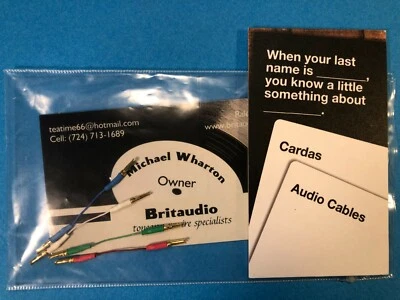 teatime66@hotmail.com
Cell: (724) 713-1689
Michael Wharton
Owner
Britaudio
specialists
When your last
name is ________,
you know a little
something about
________.
Cardas
Audio Cables